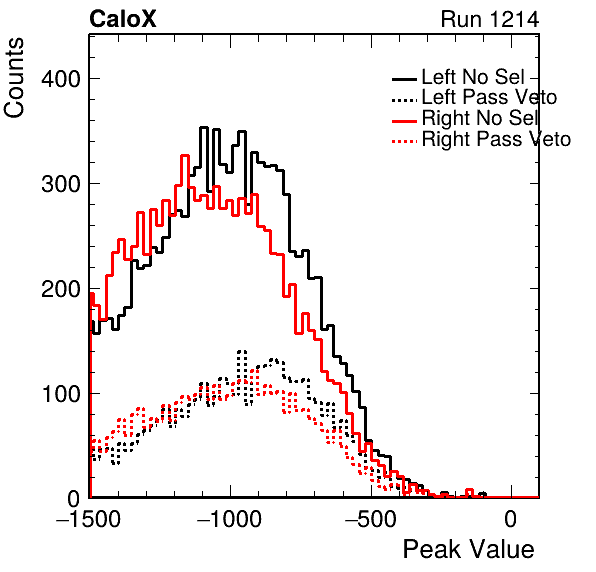 CaloX Run 1214
Counts
400
300
200
100
0
Left No Sel
Left Pass Veto
Right No Sel
Right Pass Veto
−1500 −1000 −500 0
Peak Value